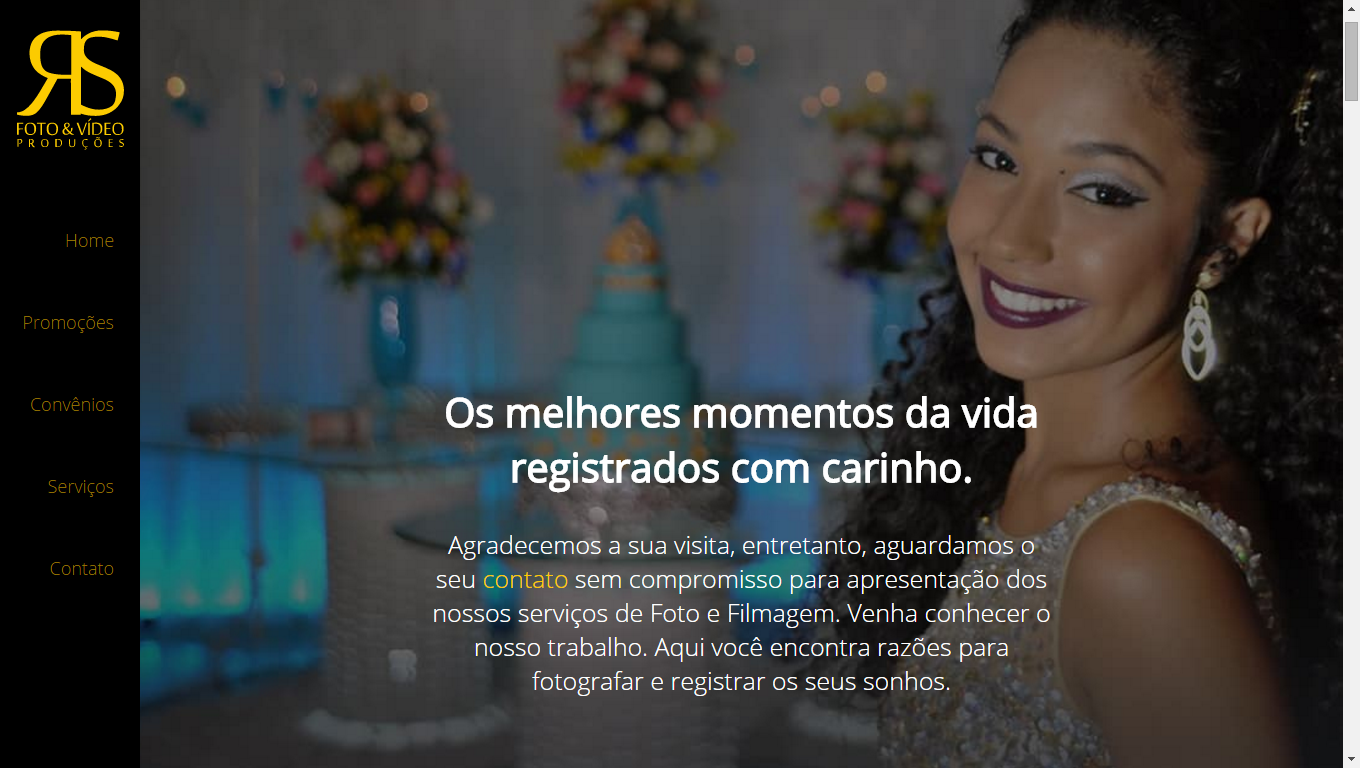 RS
FOTO & VÍDEO
PRODUÇÕES
Home
Promoções
Convênios
Serviços
Contato
Os melhores momentos da vida
registrados com carinho.
Agradecemos a sua visita, entretanto, aguardamos o
seu contato sem compromisso para apresentação dos
nossos serviços de Foto e Filmagem. Venha conhecer o
nosso trabalho. Aqui você encontra razões para
fotografar e registrar os seus sonhos.